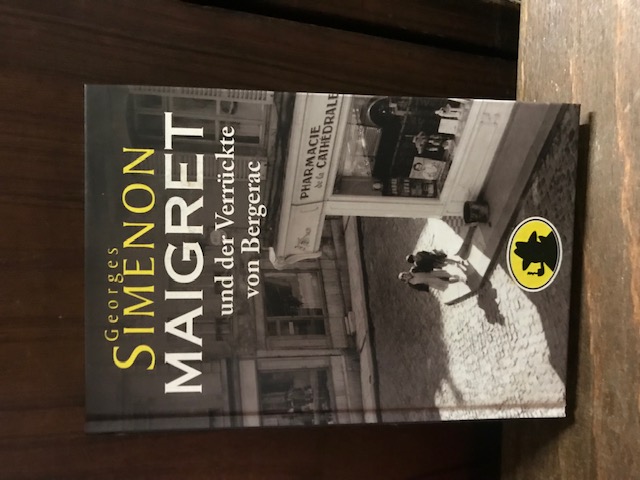 Georges
SIMENON
MAIGRET
und der Verrückte
von Bergerac
PHARMACIE
de la CATHEDRALE